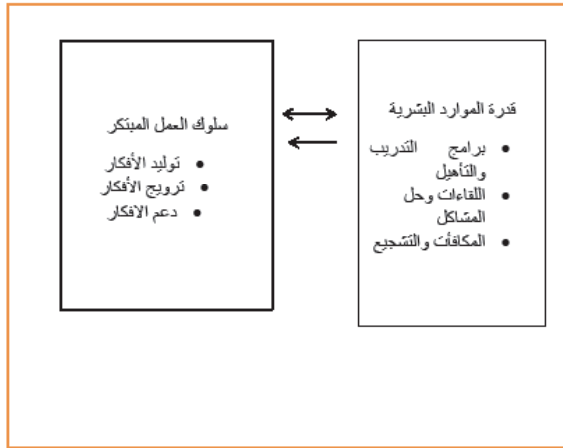 قدرة الموارد البشرية
• برامج التدريب
والتأهيل
• اللقاءات وحل
المشاكل
• المكافأت والتشجيع
سلوك العمل المبتكر
• توليد الأفكار
• ترويج الأفكار
• دعم الافكار